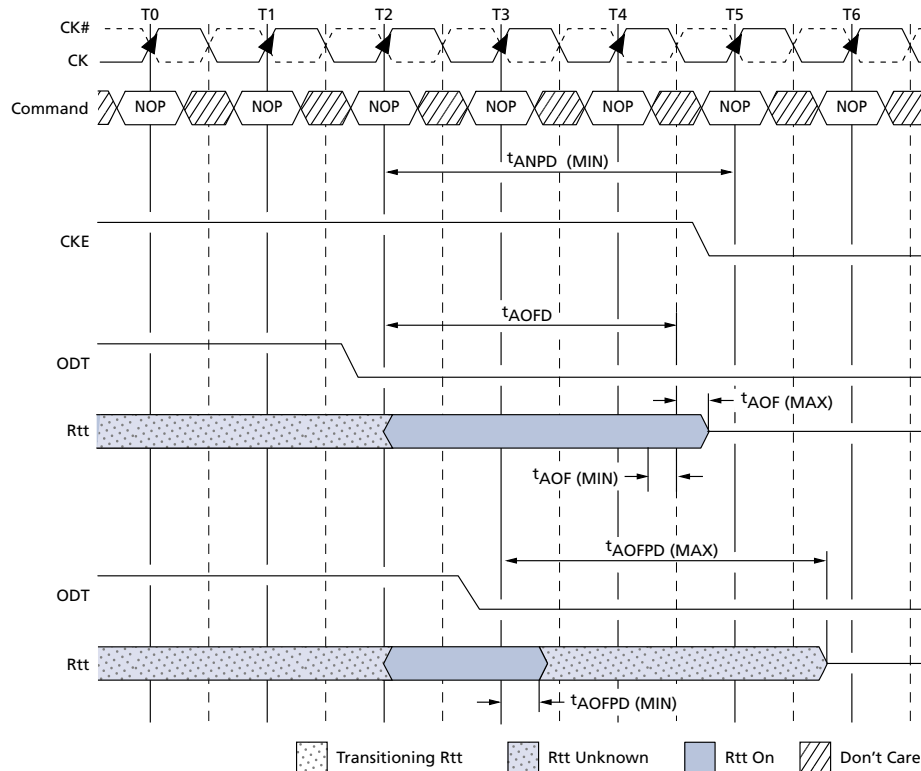 T0 T1 T2 T3 T4 T5 T6
CK#
CK
Command NOP NOP NOP NOP NOP NOP NOP
tANPD (MIN)
CKE
tAOFD
ODT
tAOF (MAX)
Rtt
tAOF (MIN)
tAOFPD (MAX)
ODT
Rtt
tAOFPD (MIN)
Transitioning Rtt Rtt Unknown Rtt On Don't Care